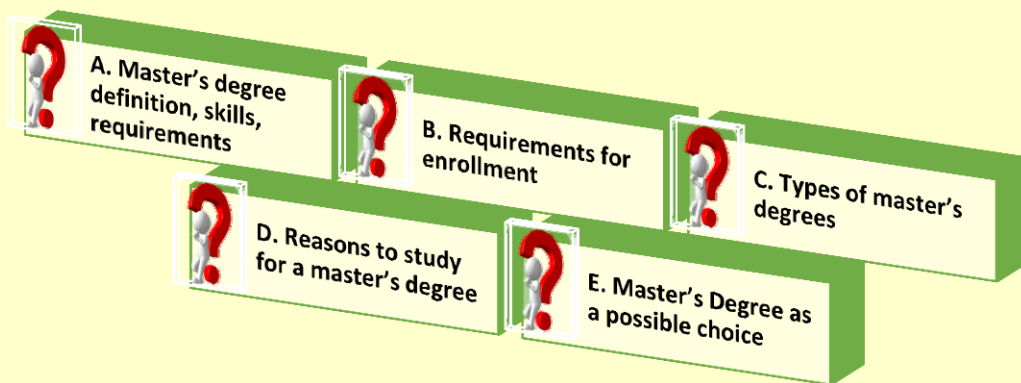 A. Master’s degree
definition, skills,
requirements
B. Requirements for
enrollment
C. Types of master’s
degrees
D. Reasons to study
for a master’s degree
E. Master’s Degree as
a possible choice